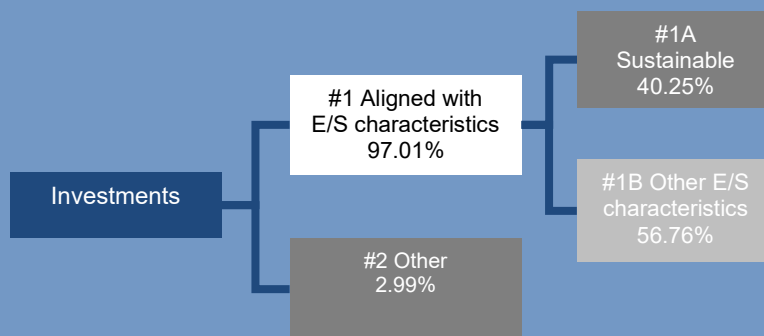 Investments
#1 Aligned with
E/S characteristics
97.01%
#2 Other
2.99%
#1A
Sustainable
40.25%
#1B Other E/S
characteristics
56.76%